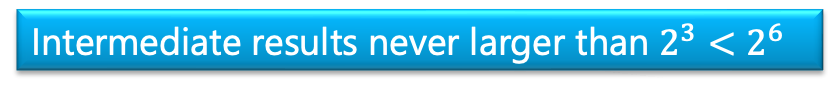 Intermediate results never larger than 2³ < 2⁶